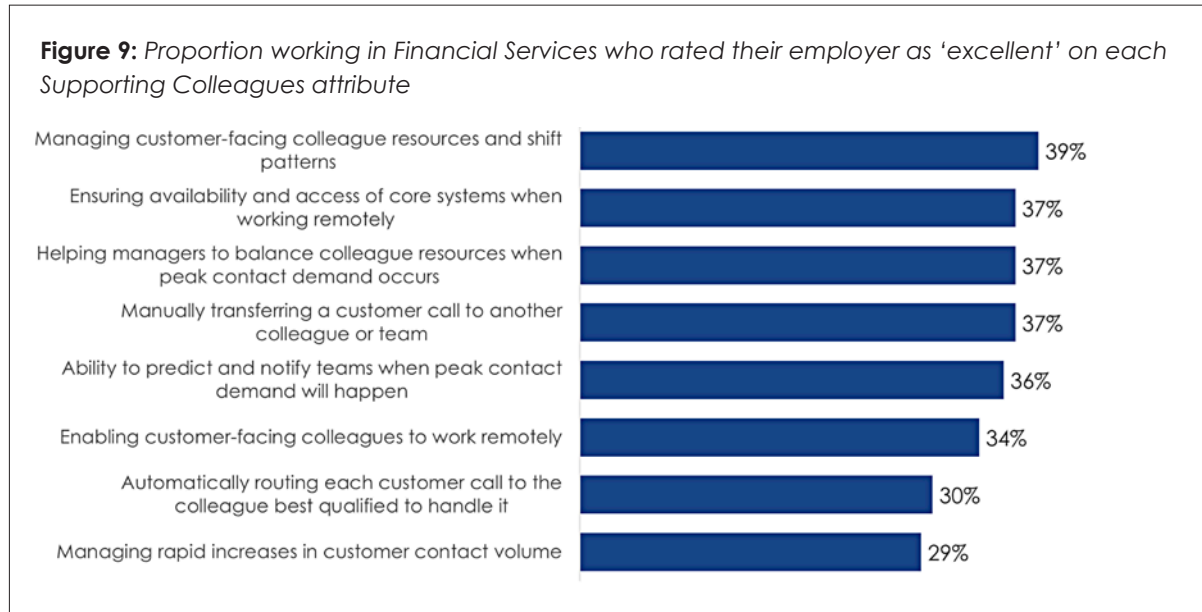 Figure 9: Proportion working in Financial Services who rated their employer as ‘excellent’ on each
Supporting Colleagues attribute
Managing customer-facing colleague resources and shift
patterns
39%
Ensuring availability and access of core systems when
working remotely
37%
Helping managers to balance colleague resources when
peak contact demand occurs
37%
Manually transferring a customer call to another
colleague or team
37%
Ability to predict and notify teams when peak contact
demand will happen
36%
Enabling customer-facing colleagues to work remotely
34%
Automatically routing each customer call to the
colleague best qualified to handle it
30%
Managing rapid increases in customer contact volume
29%